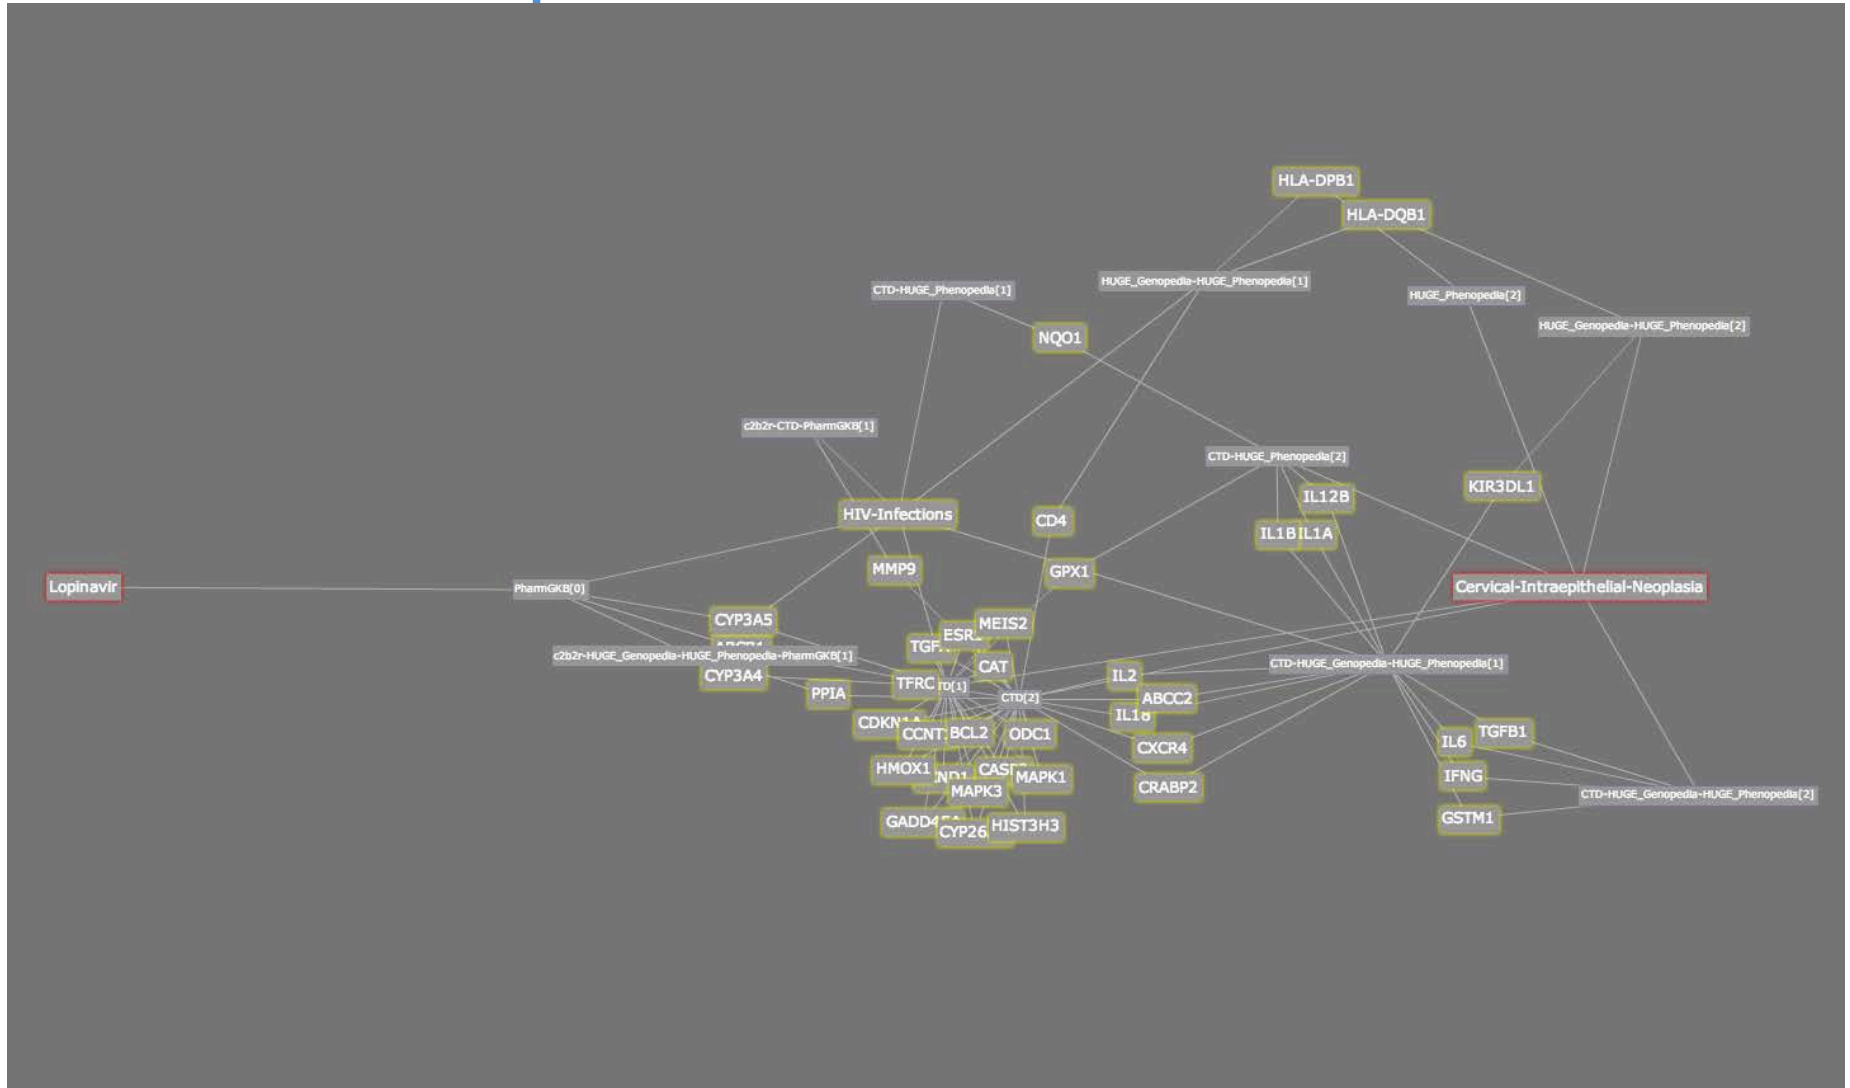 HLA-DPB1
HLA-DQB1
HUGE_Genopedia-HUGE_Phenopedia[1]
CTD-HUGE_Phenopedia[1]
HUGE_Phenopedia[2]
HUGE_Genopedia-HUGE_Phenopedia[2]
NQO1
c2b2r-CTD-PharmGKB[1]
CTD-HUGE_Phenopedia[2]
KIR3DL1
IL12B
HIV-Infections
CD4
IL1B
IL1A
MMP9
GPX1
Lopinavir
PharmGKB[0]
Cervical-Intraepithelial-Neoplasia
CYP3A5
MEIS2
c2b2r-HUGE_Genopedia-HUGE_Phenopedia-PharmGKB[1]
CTD-HUGE_Genopedia-HUGE_Phenopedia[1]
CAT
CYP3A4
IL2
TFRC
PPIA
CTD[2]
ABCC2
CDKN1A
IL18
CCNT
BCL2
ODC1
TGFB1
IL6
CXCR4
HMOX1
MAPK1
IFNG
MAPK3
CRABP2
CTD-HUGE_Genopedia-HUGE_Phenopedia[2]
GSTM1
CYP26
HIST3H3